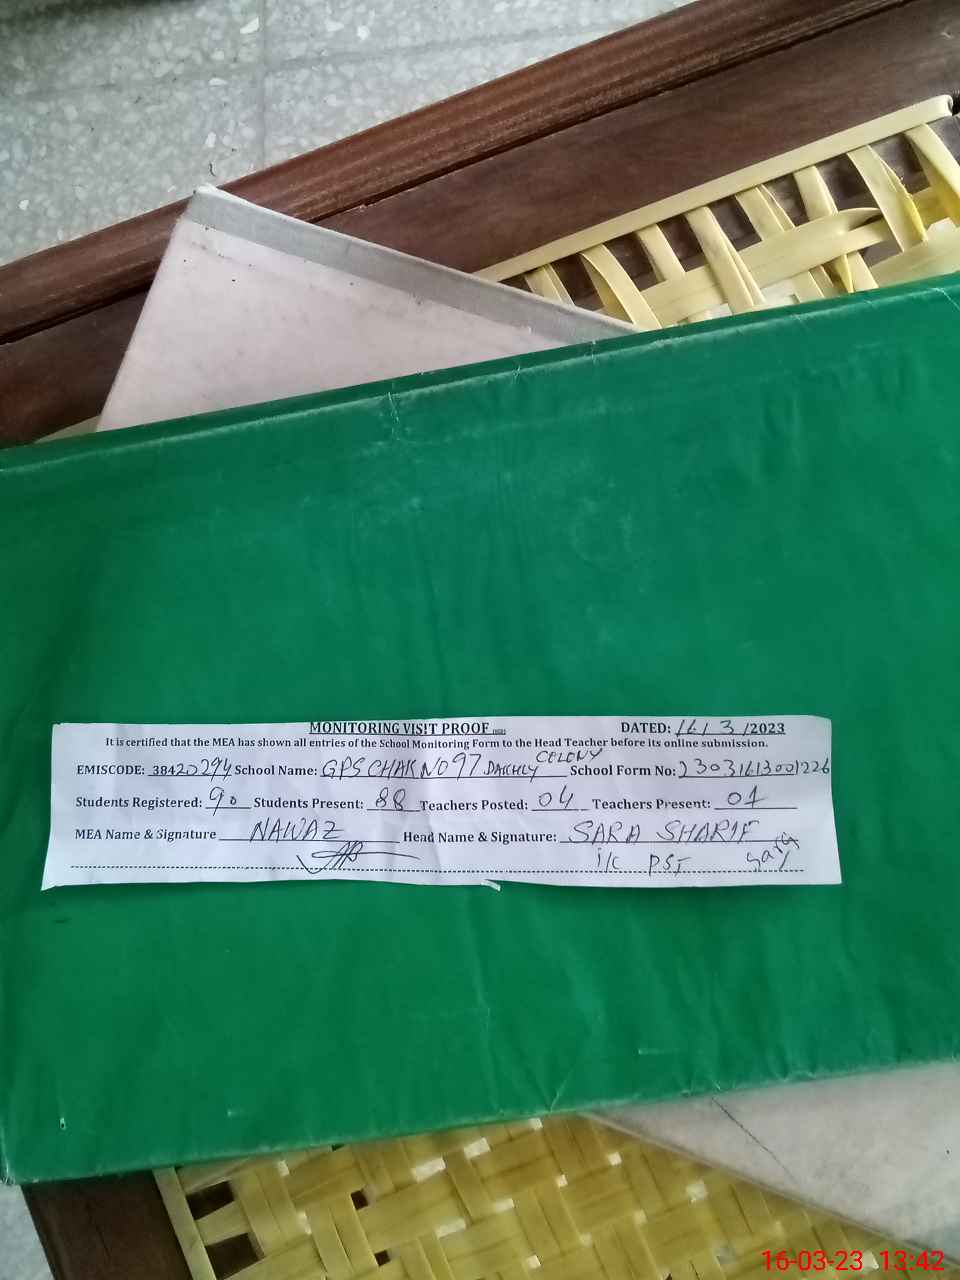 MONITORING VISIT PROOF
DATED: 16/3/2023
It is certified that the MEA has shown all entries of the School Monitoring Form to the Head Teacher before its online submission.
EMISCODE: 38420294 School Name: GPS CHAK NO 97 COLONY School Form No: 23031613001226
Students Registered: 90 Students Present: 88 Teachers Posted: 04 Teachers Present: 04
MEA Name & Signature NAWAZ Head Name & Signature: SARA SHARIF
I/C PST Sara
16-03-23 13:42